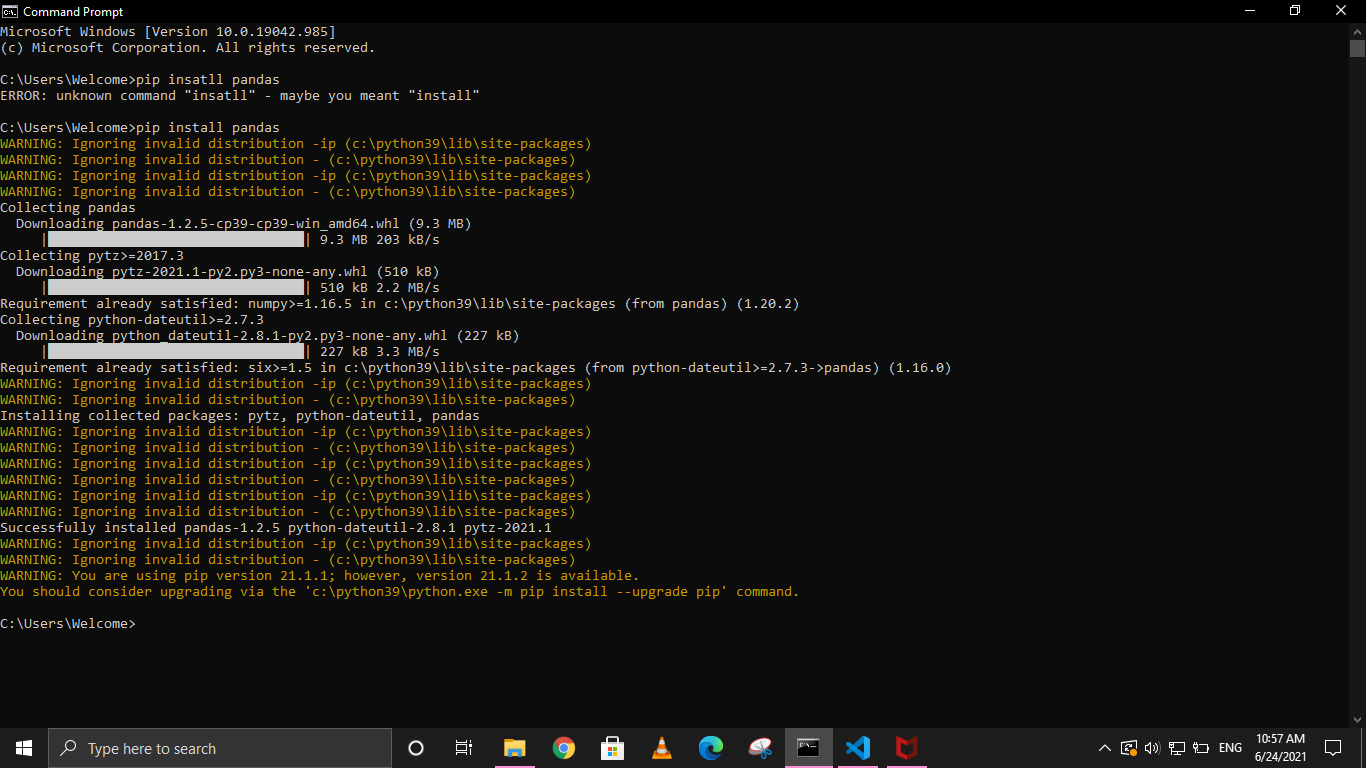 Command Prompt
Microsoft Windows [Version 10.0.19042.985]
(c) Microsoft Corporation. All rights reserved.
C:\Users\Welcome>pip insatll pandas
ERROR: unknown command "insatll" - maybe you meant "install"
C:\Users\Welcome>pip install pandas
WARNING: Ignoring invalid distribution -ip (c:\python39\lib\site-packages)
WARNING: Ignoring invalid distribution - (c:\python39\lib\site-packages)
WARNING: Ignoring invalid distribution -ip (c:\python39\lib\site-packages)
WARNING: Ignoring invalid distribution - (c:\python39\lib\site-packages)
Collecting pandas
Downloading pandas-1.2.5-cp39-cp39-win_amd64.whl (9.3 MB)
| | 9.3 MB 203 kB/s
Collecting pytz>=2017.3
Downloading pytz-2021.1-py2.py3-none-any.whl (510 kB)
| | 510 kB 2.2 MB/s
Requirement already satisfied: numpy>=1.16.5 in c:\python39\lib\site-packages (from pandas) (1.20.2)
Collecting python-dateutil>=2.7.3
Downloading python_dateutil-2.8.1-py2.py3-none-any.whl (227 kB)
| | 227 kB 3.3 MB/s
Requirement already satisfied: six>=1.5 in c:\python39\lib\site-packages (from python-dateutil>=2.7.3->pandas) (1.16.0)
WARNING: Ignoring invalid distribution -ip (c:\python39\lib\site-packages)
WARNING: Ignoring invalid distribution - (c:\python39\lib\site-packages)
Installing collected packages: pytz, python-dateutil, pandas
WARNING: Ignoring invalid distribution -ip (c:\python39\lib\site-packages)
WARNING: Ignoring invalid distribution - (c:\python39\lib\site-packages)
WARNING: Ignoring invalid distribution -ip (c:\python39\lib\site-packages)
WARNING: Ignoring invalid distribution - (c:\python39\lib\site-packages)
WARNING: Ignoring invalid distribution -ip (c:\python39\lib\site-packages)
WARNING: Ignoring invalid distribution - (c:\python39\lib\site-packages)
Successfully installed pandas-1.2.5 python-dateutil-2.8.1 pytz-2021.1
WARNING: Ignoring invalid distribution -ip (c:\python39\lib\site-packages)
WARNING: Ignoring invalid distribution - (c:\python39\lib\site-packages)
WARNING: You are using pip version 21.1.1; however, version 21.1.2 is available.
You should consider upgrading via the 'c:\python39\python.exe -m pip install --upgrade pip' command.
C:\Users\Welcome>
Type here to search
ENG
10:57 AM
6/24/2021